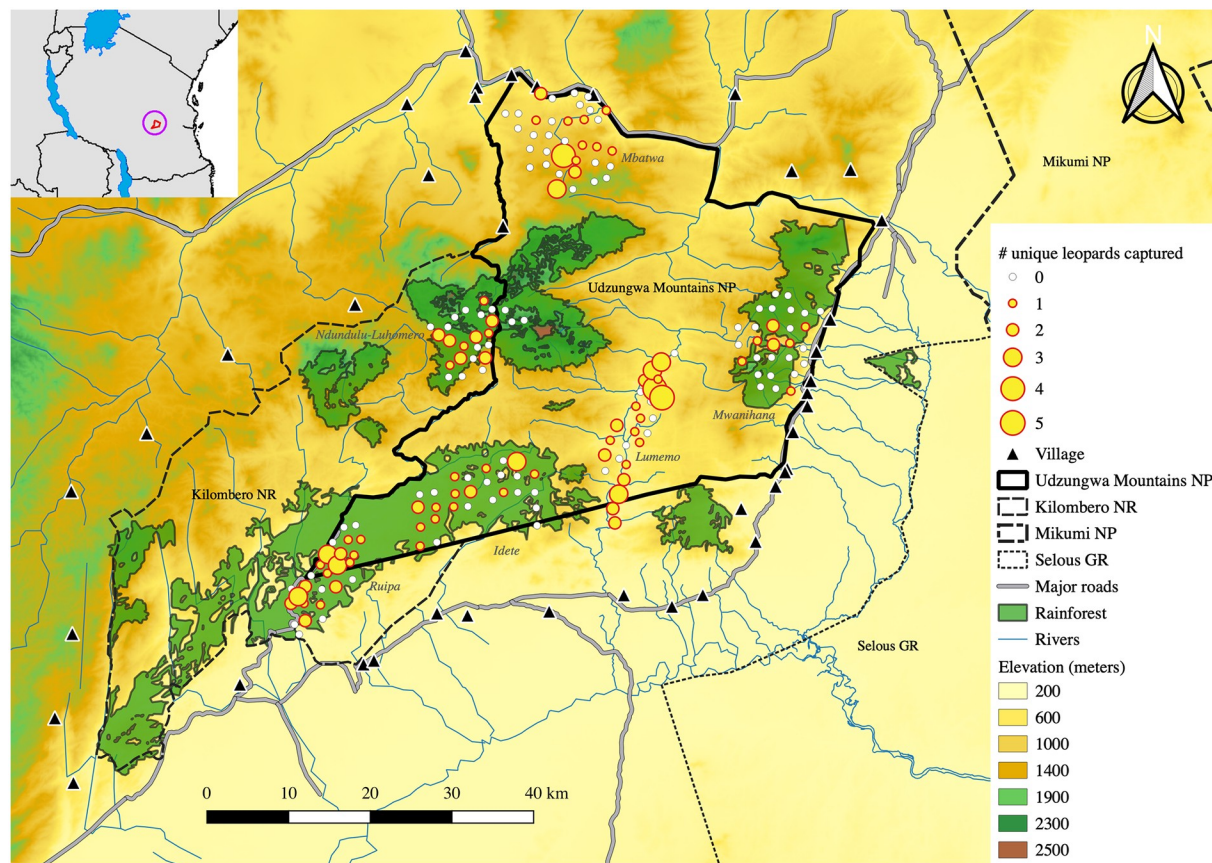 N
Mbatwa
Mikumi NP
# unique leopards captured
0
1
2
3
4
5
Village
Udzungwa Mountains NP
Kilombero NR
Mikumi NP
Selous GR
Major roads
Rainforest
Rivers
Elevation (meters)
200
600
1000
1400
1900
2300
2500
Udzungwa Mountains NP
Ndundulu-Luhomero
Mwanihana
Lumemo
Kilombero NR
Idete
Ruipa
Selous GR
0 10 20 30 40 km